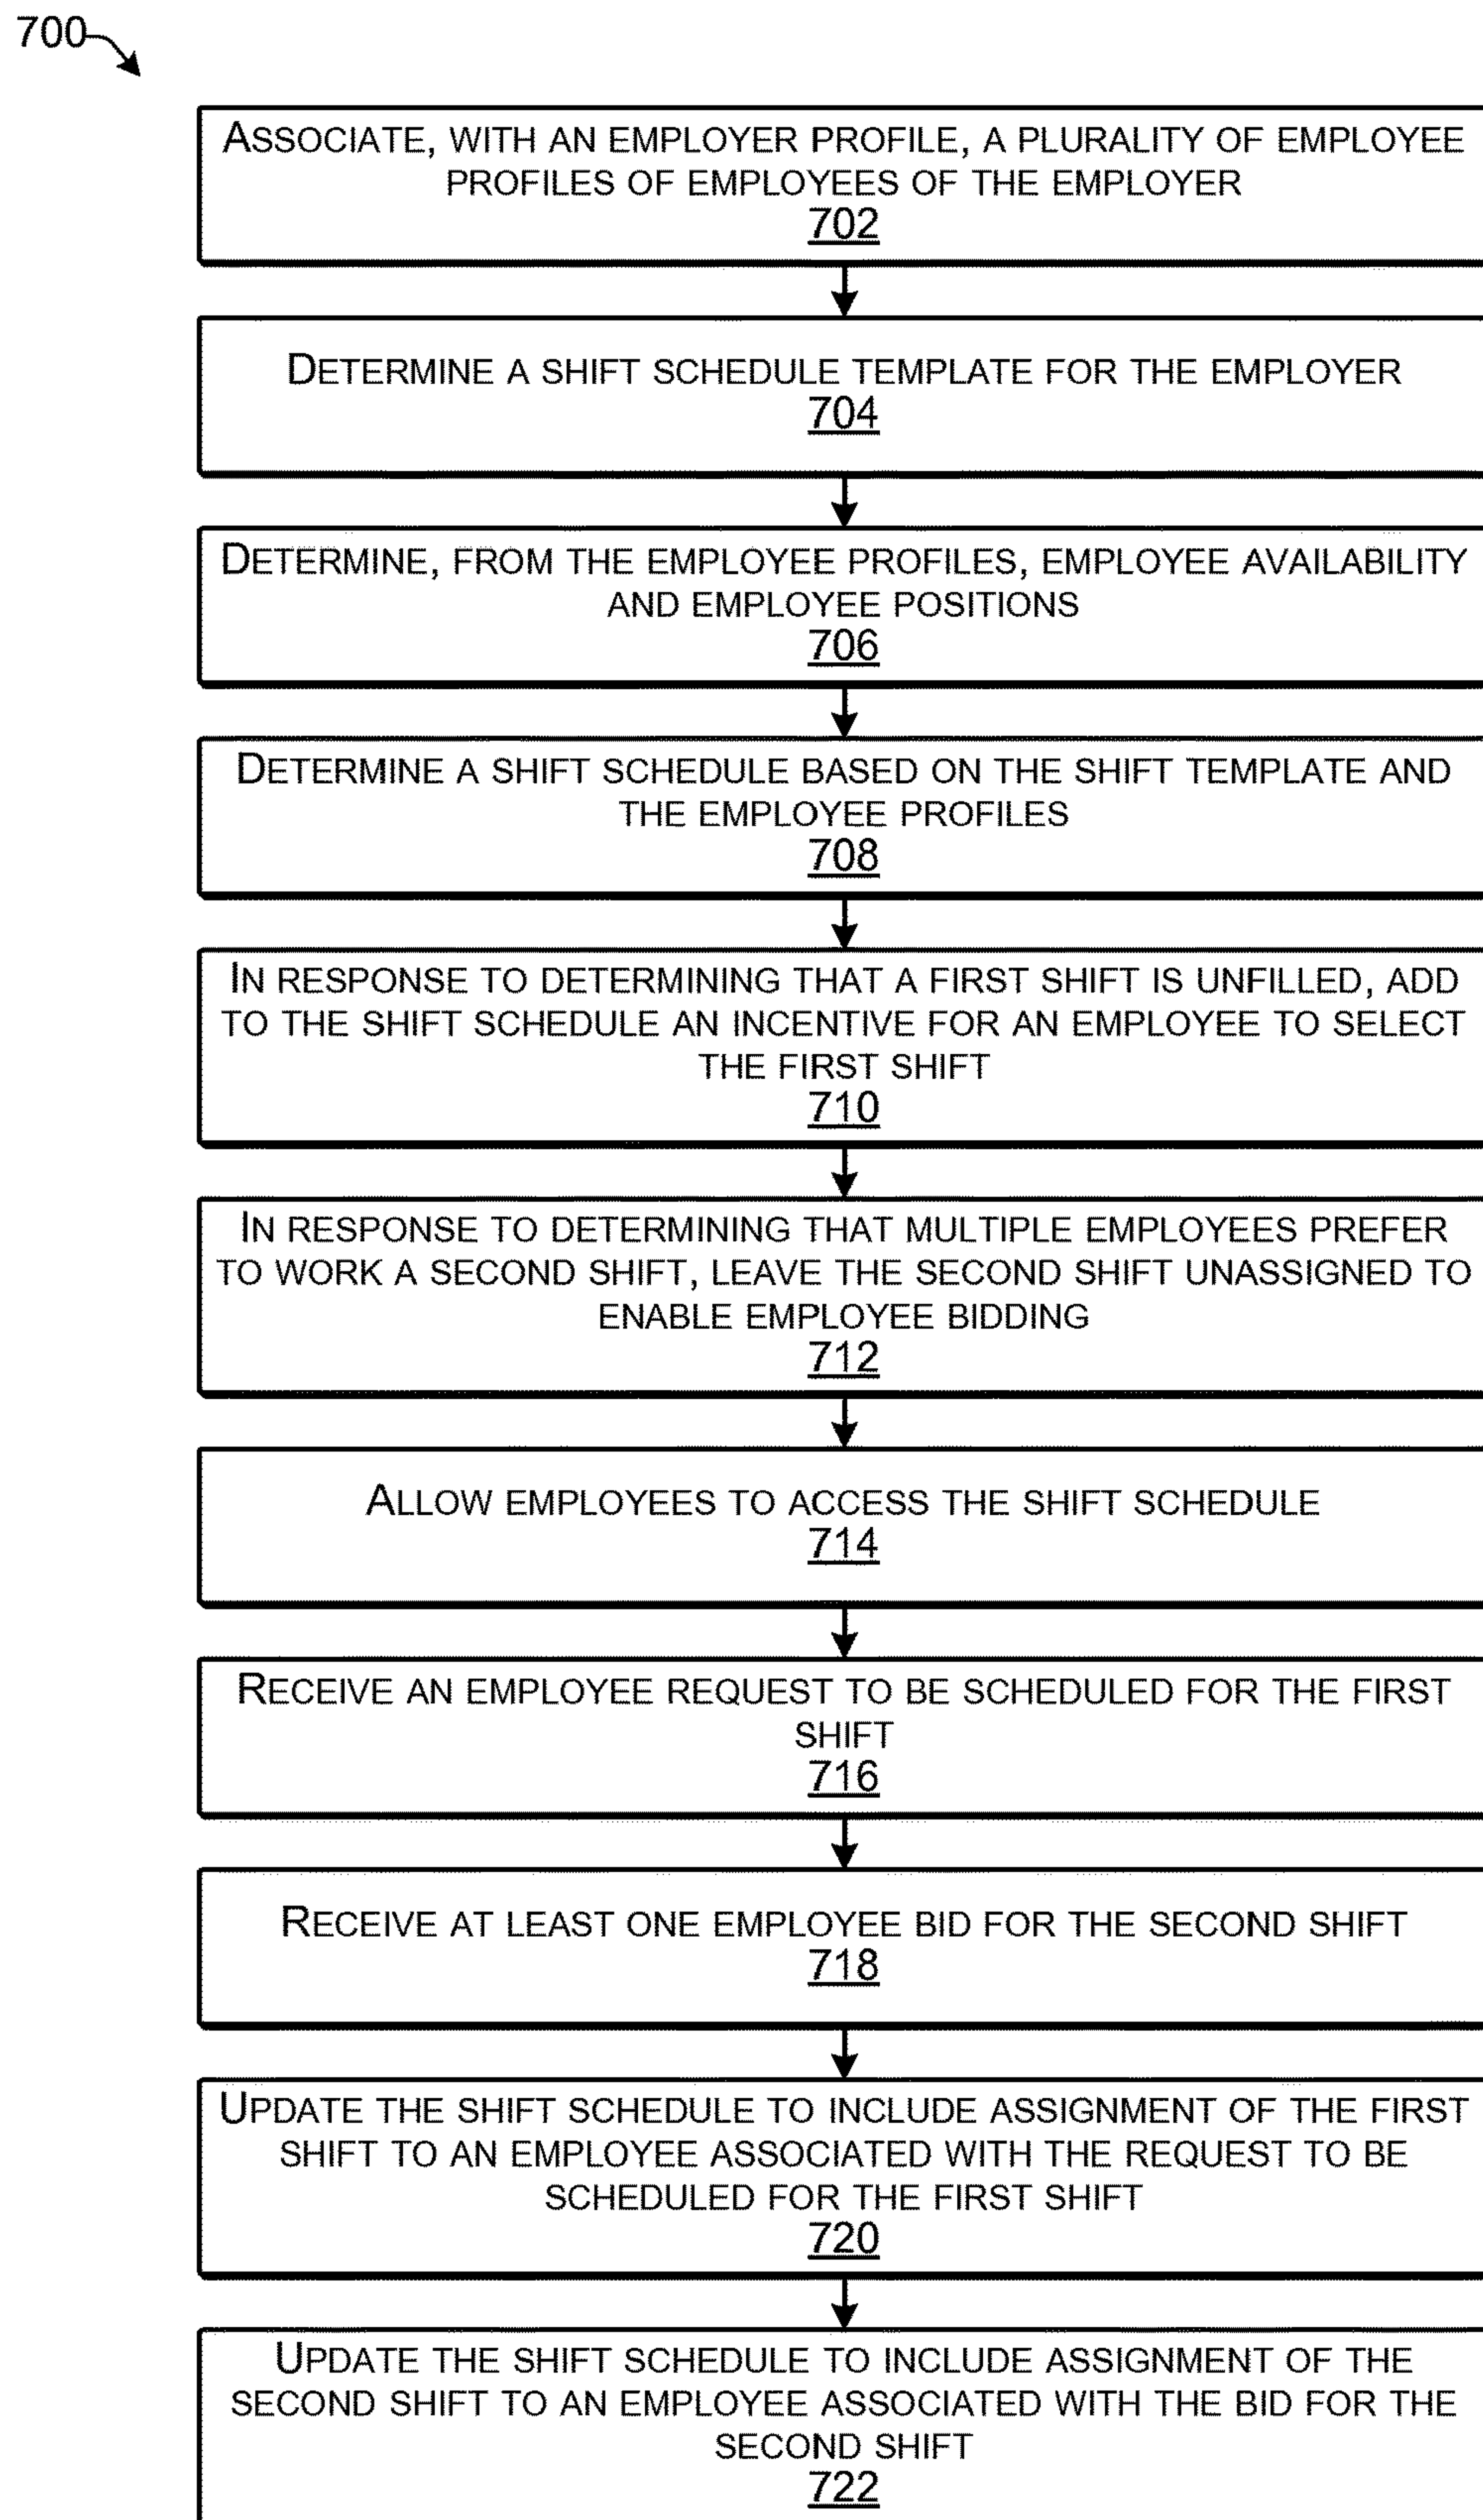 700
ASSOCIATE, WITH AN EMPLOYER PROFILE, A PLURALITY OF EMPLOYEE
PROFILES OF EMPLOYEES OF THE EMPLOYER
702
DETERMINE A SHIFT SCHEDULE TEMPLATE FOR THE EMPLOYER
704
DETERMINE, FROM THE EMPLOYEE PROFILES, EMPLOYEE AVAILABILITY
AND EMPLOYEE POSITIONS
706
DETERMINE A SHIFT SCHEDULE BASED ON THE SHIFT TEMPLATE AND
THE EMPLOYEE PROFILES
708
IN RESPONSE TO DETERMINING THAT A FIRST SHIFT IS UNFILLED, ADD
TO THE SHIFT SCHEDULE AN INCENTIVE FOR AN EMPLOYEE TO SELECT
THE FIRST SHIFT
710
IN RESPONSE TO DETERMINING THAT MULTIPLE EMPLOYEES PREFER
TO WORK A SECOND SHIFT, LEAVE THE SECOND SHIFT UNASSIGNED TO
ENABLE EMPLOYEE BIDDING
712
ALLOW EMPLOYEES TO ACCESS THE SHIFT SCHEDULE
714
RECEIVE AN EMPLOYEE REQUEST TO BE SCHEDULED FOR THE FIRST
SHIFT
716
RECEIVE AT LEAST ONE EMPLOYEE BID FOR THE SECOND SHIFT
718
UPDATE THE SHIFT SCHEDULE TO INCLUDE ASSIGNMENT OF THE FIRST
SHIFT TO AN EMPLOYEE ASSOCIATED WITH THE REQUEST TO BE
SCHEDULED FOR THE FIRST SHIFT
720
UPDATE THE SHIFT SCHEDULE TO INCLUDE ASSIGNMENT OF THE
SECOND SHIFT TO AN EMPLOYEE ASSOCIATED WITH THE BID FOR THE
SECOND SHIFT
722